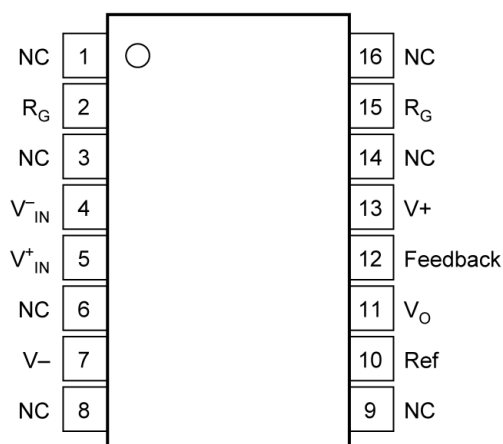 NC 1 16 NC
R_G 2 15 R_G
NC 3 14 NC
V⁻_IN 4 13 V+
V⁺_IN 5 12 Feedback
NC 6 11 V_O
V– 7 10 Ref
NC 8 9 NC